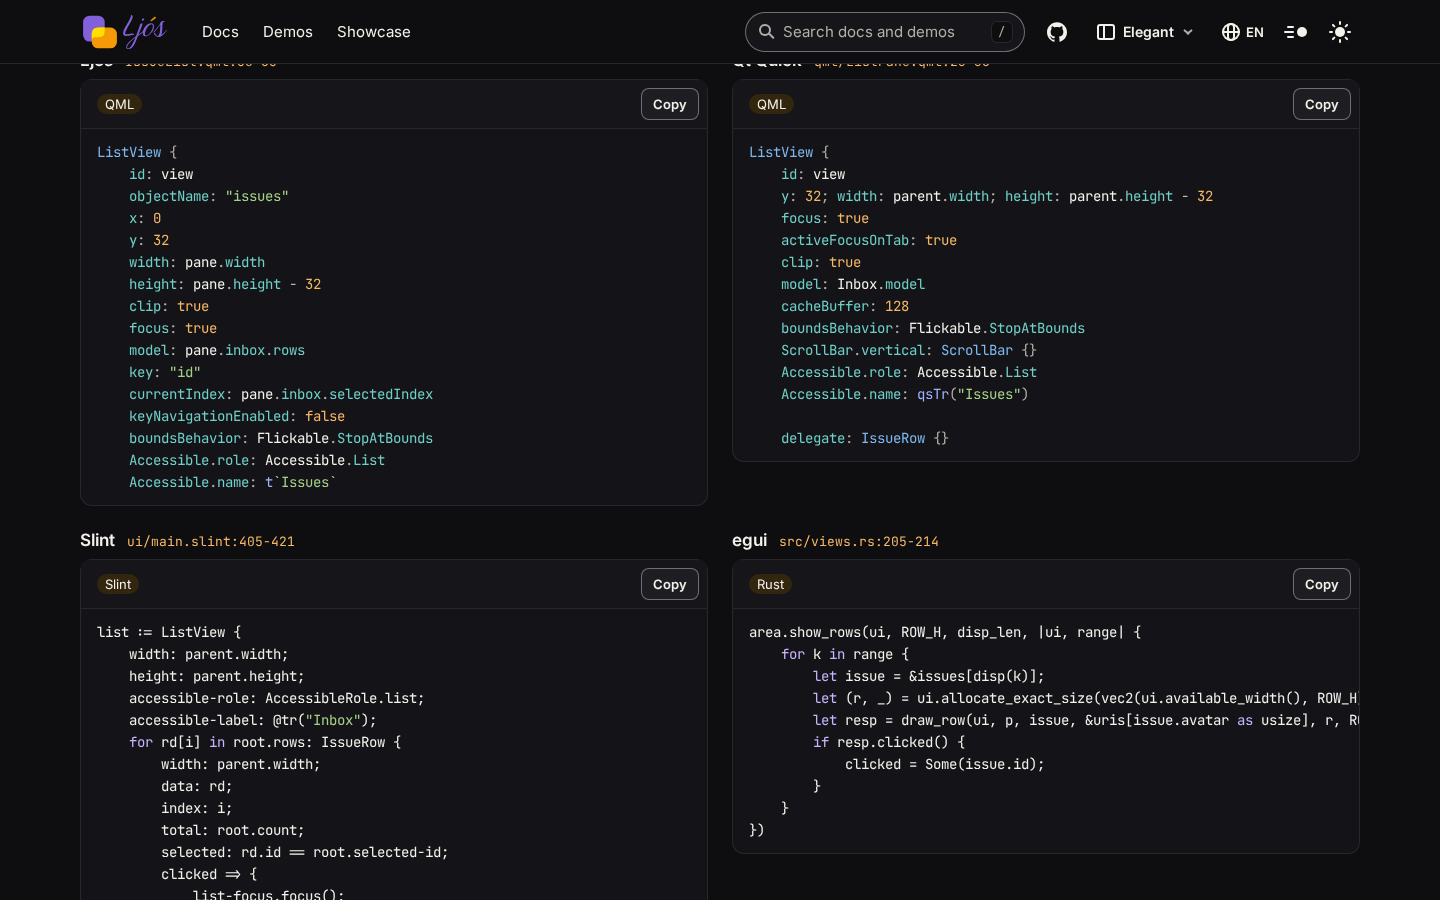 Ljós
Docs
Demos
Showcase
Search docs and demos
/
Elegant
EN
QML
Copy
ListView {
    id: view
    objectName: "issues"
    x: 0
    y: 32
    width: pane.width
    height: pane.height - 32
    clip: true
    focus: true
    model: pane.inbox.rows
    key: "id"
    currentIndex: pane.inbox.selectedIndex
    keyNavigationEnabled: false
    boundsBehavior: Flickable.StopAtBounds
    Accessible.role: Accessible.List
    Accessible.name: t`Issues`
QML
Copy
ListView {
    id: view
    y: 32; width: parent.width; height: parent.height - 32
    focus: true
    activeFocusOnTab: true
    clip: true
    model: Inbox.model
    cacheBuffer: 128
    boundsBehavior: Flickable.StopAtBounds
    ScrollBar.vertical: ScrollBar {}
    Accessible.role: Accessible.List
    Accessible.name: qsTr("Issues")
    delegate: IssueRow {}
Slint ui/main.slint:405-421
Slint
Copy
list := ListView {
    width: parent.width;
    height: parent.height;
    accessible-role: AccessibleRole.list;
    accessible-label: @tr("Inbox");
    for rd[i] in root.rows: IssueRow {
        width: parent.width;
        data: rd;
        index: i;
        total: root.count;
        selected: rd.id == root.selected-id;
        clicked => {
            list-focus.focus();
egui src/views.rs:205-214
Rust
Copy
area.show_rows(ui, ROW_H, disp_len, |ui, range| {
    for k in range {
        let issue = &issues[disp(k)];
        let (r, _) = ui.allocate_exact_size(vec2(ui.available_width(), ROW_H)
        let resp = draw_row(ui, p, issue, &uris[issue.avatar as usize], r,
        if resp.clicked() {
            clicked = Some(issue.id);
        }
    }
})